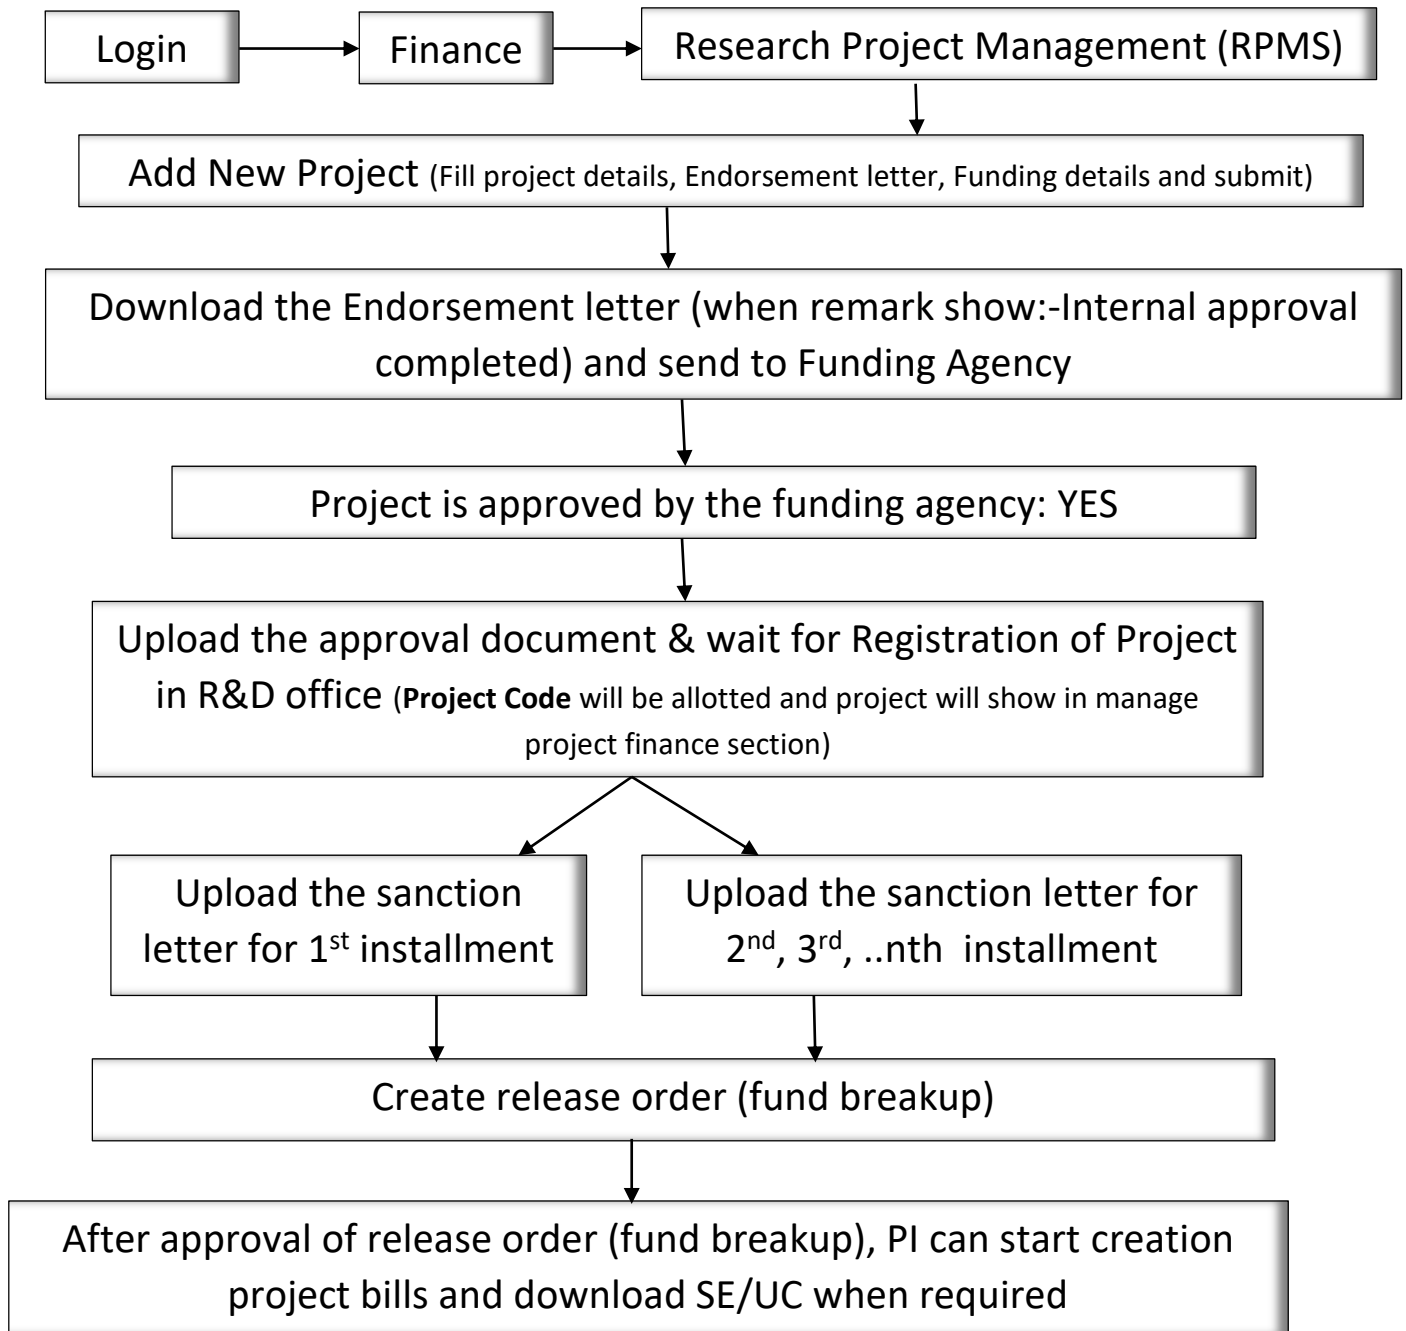 Login
Finance
Research Project Management (RPMS)
Add New Project (Fill project details, Endorsement letter, Funding details and submit)
Download the Endorsement letter (when remark show:-Internal approval
completed) and send to Funding Agency
Project is approved by the funding agency: YES
Upload the approval document & wait for Registration of Project
in R&D office (Project Code will be allotted and project will show in manage
project finance section)
Upload the sanction
letter for 1st installment
Upload the sanction letter for
2nd, 3rd, ..nth installment
Create release order (fund breakup)
After approval of release order (fund breakup), PI can start creation
project bills and download SE/UC when required